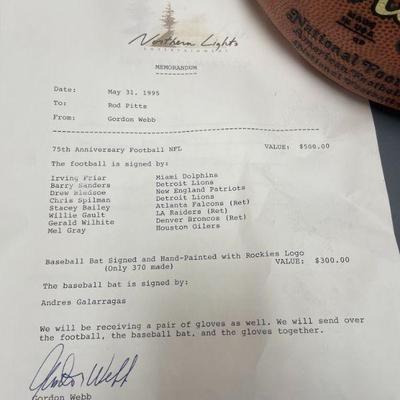 Northern Lights
ENTERTAINMENT
MEMORANDUM
Date: May 31, 1995
To: Rod Pitts
From: Gordon Webb
75th Anniversary Football NFL VALUE: $500.00
The football is signed by:
Irving Friar Miami Dolphins
Barry Sanders Detroit Lions
Drew Bledsoe New England Patriots
Chris Spilman Detroit Lions
Stacey Bailey Atlanta Falcons (Ret)
Willie Gault LA Raiders (Ret)
Gerald Wilhite Denver Broncos (Ret)
Mel Gray Houston Oilers
Baseball Bat Signed and Hand-Painted with Rockies Logo
(Only 370 made) VALUE: $300.00
The baseball bat is signed by:
Andres Galarragas
We will be receiving a pair of gloves as well. We will send over
the football, the baseball bat, and the gloves together.
Gordon Webb
Gordon Webb
National Foo